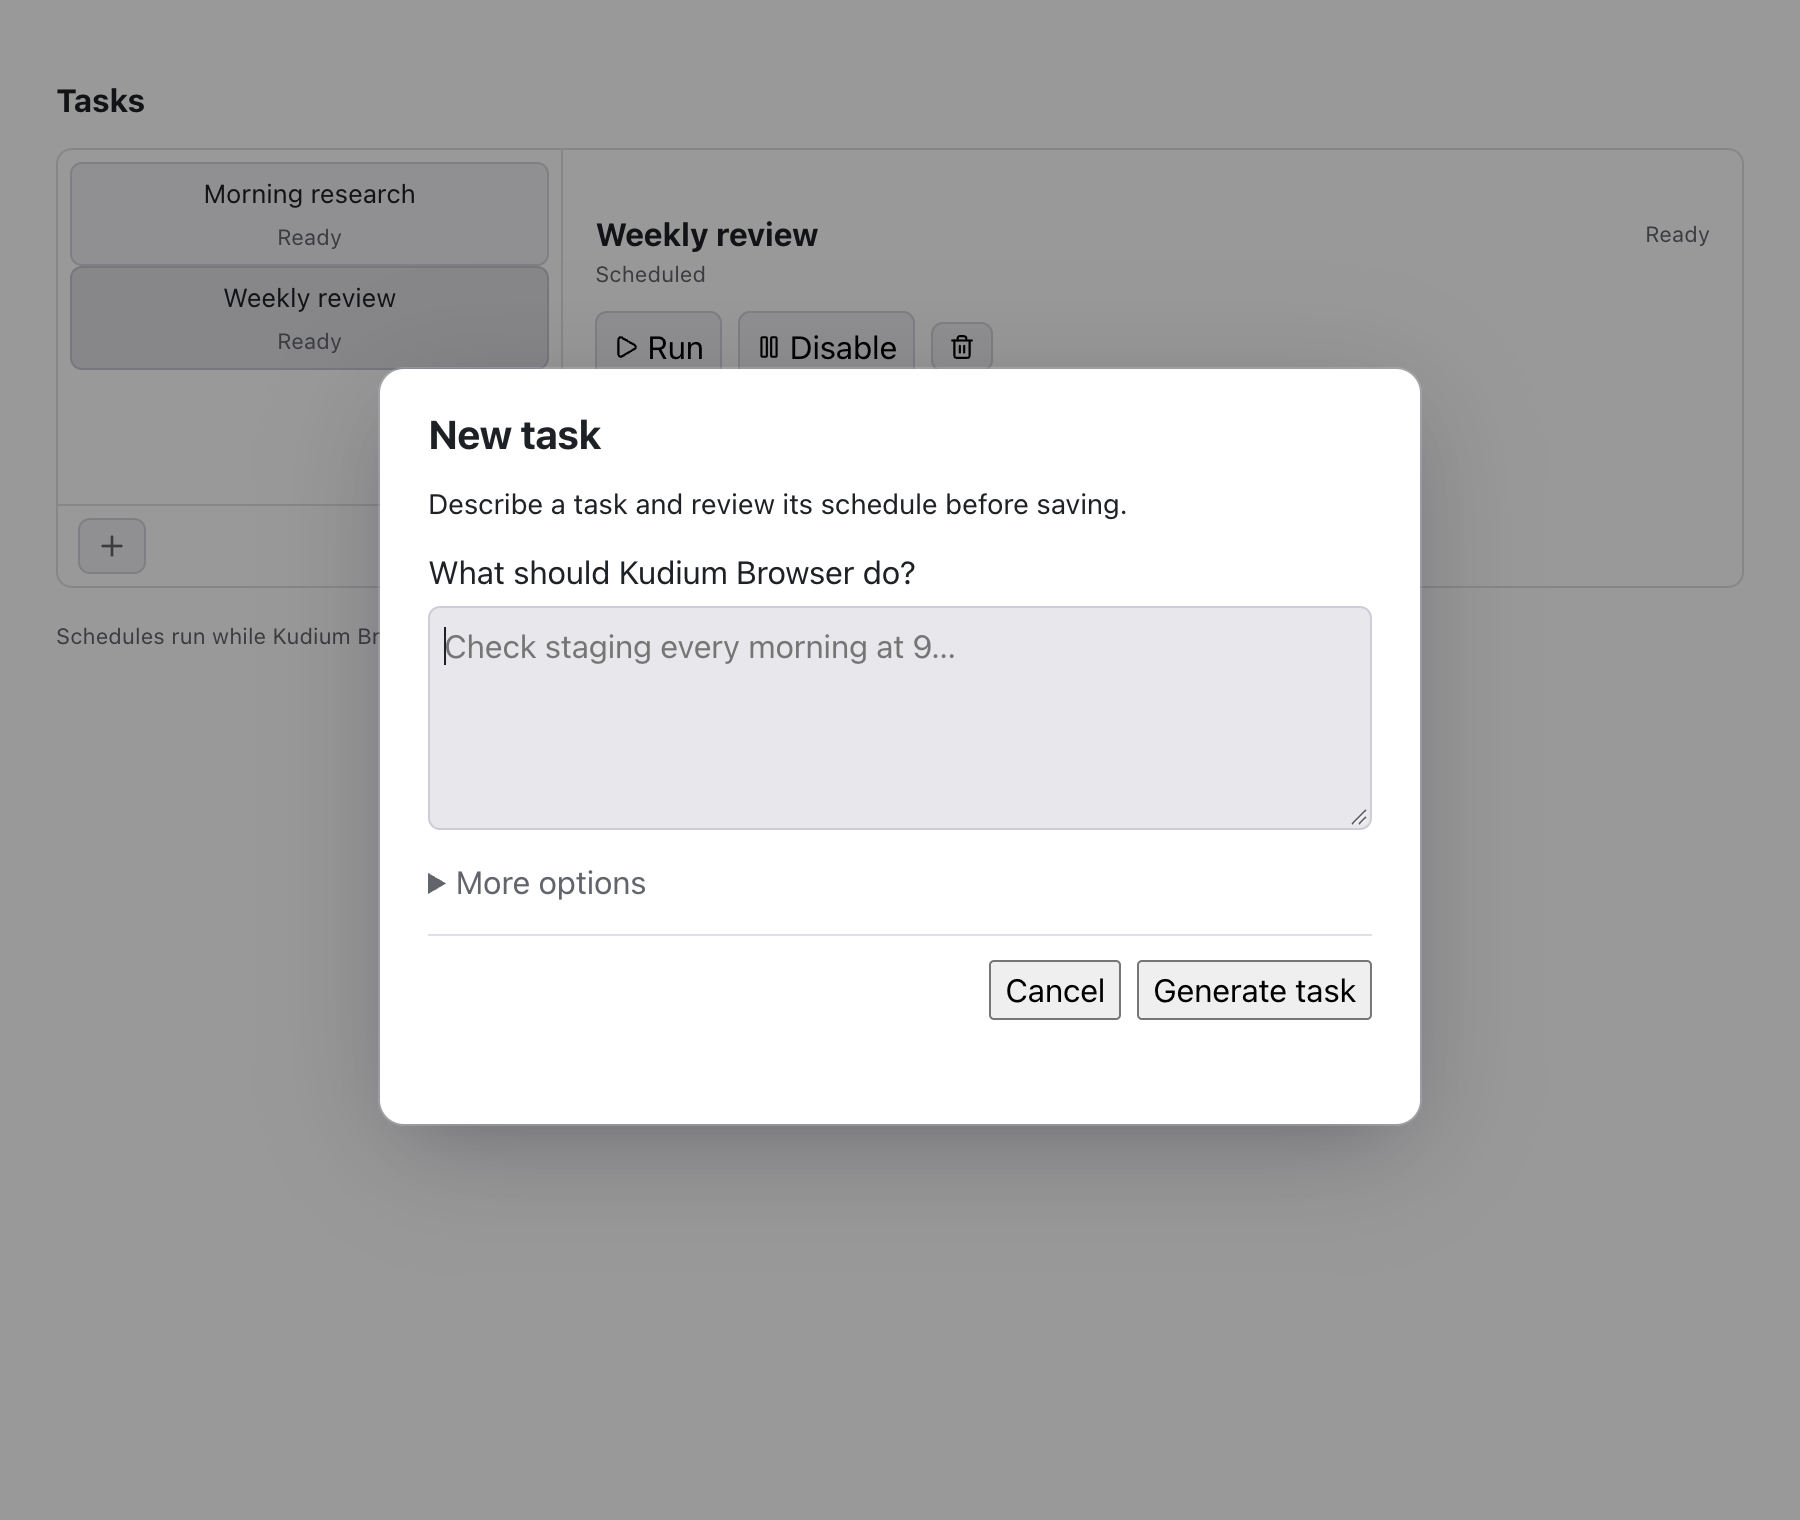 Tasks
Morning research
Ready
Weekly review
Ready
Weekly review
Ready
Scheduled
Run
Disable
Schedules run while Kudium
New task
Describe a task and review its schedule before saving.
What should Kudium Browser do?
Check staging every morning at 9...
More options
Cancel
Generate task